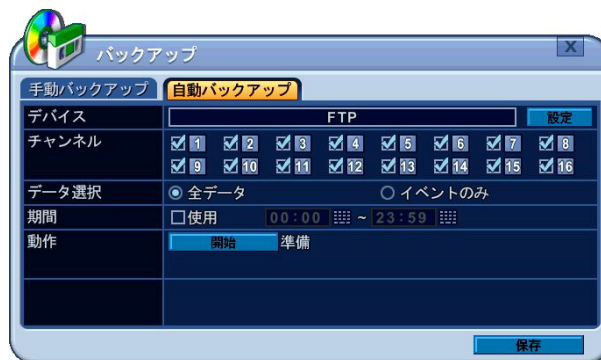 バックアップ
X
手動バックアップ 自動バックアップ
デバイス FTP 設定
チャンネル 1 2 3 4 5 6 7 8
9 10 11 12 13 14 15 16
データ選択 全データ イベントのみ
期間 使用 00:00 ~ 23:59
動作 開始 準備
保存